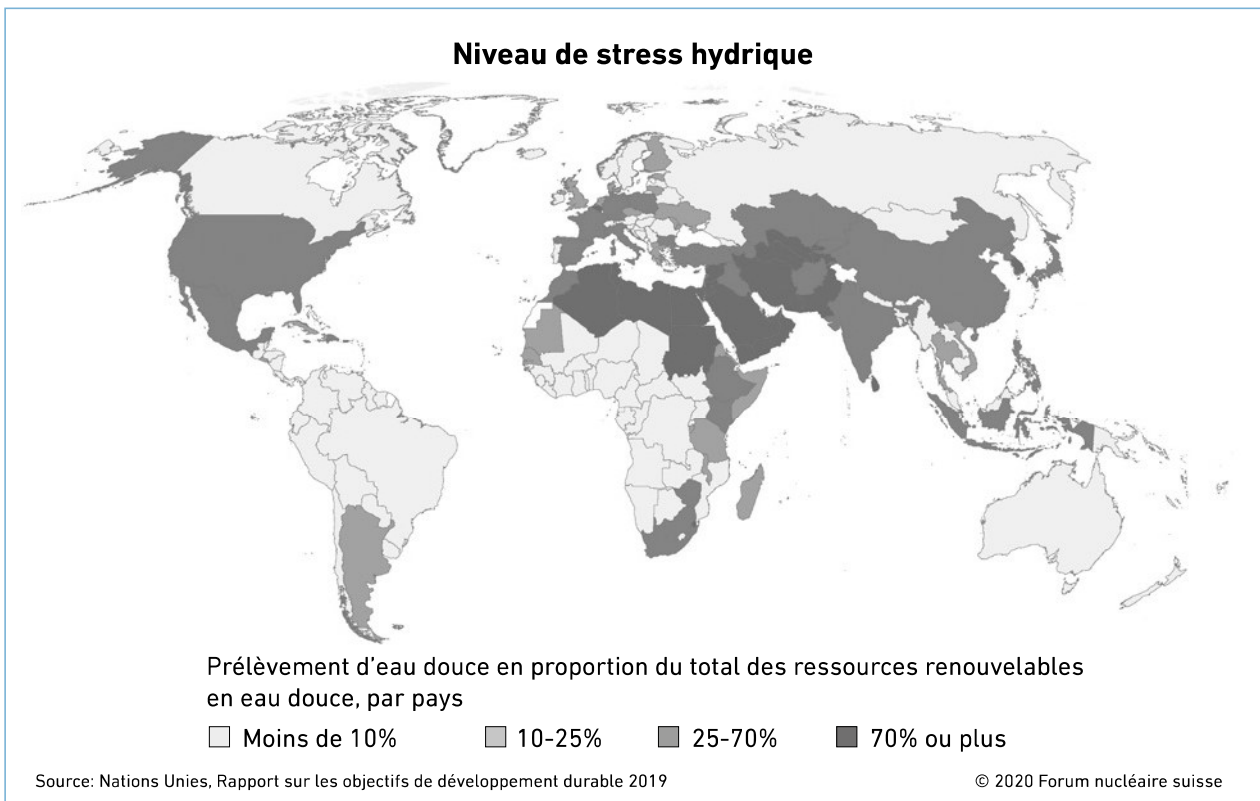 Niveau de stress hydrique
Prélèvement d’eau douce en proportion du total des ressources renouvelables
en eau douce, par pays
Moins de 10% 10-25% 25-70% 70% ou plus
Source: Nations Unies, Rapport sur les objectifs de développement durable 2019 © 2020 Forum nucléaire suisse